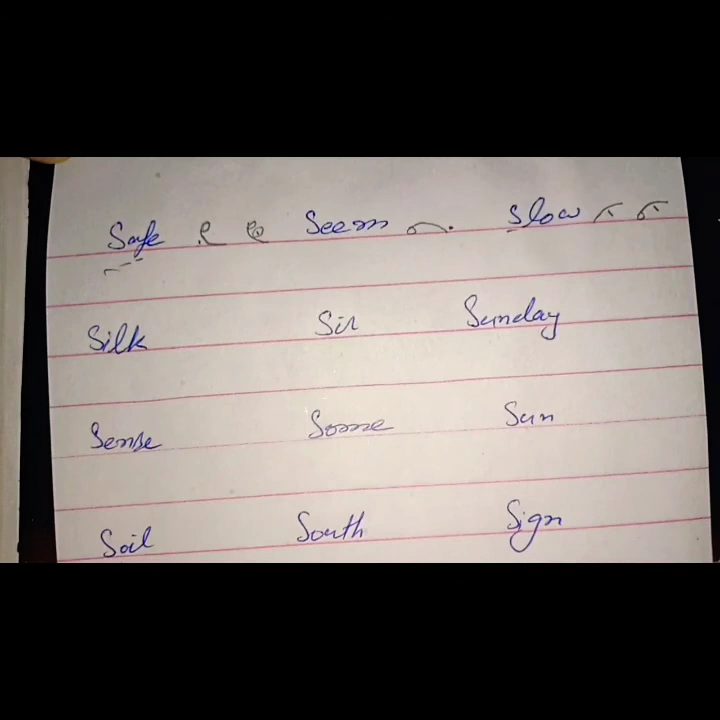 Safe Seem Slow
Silk Sir Sunday
Sense Some Sun
Soil South Sign